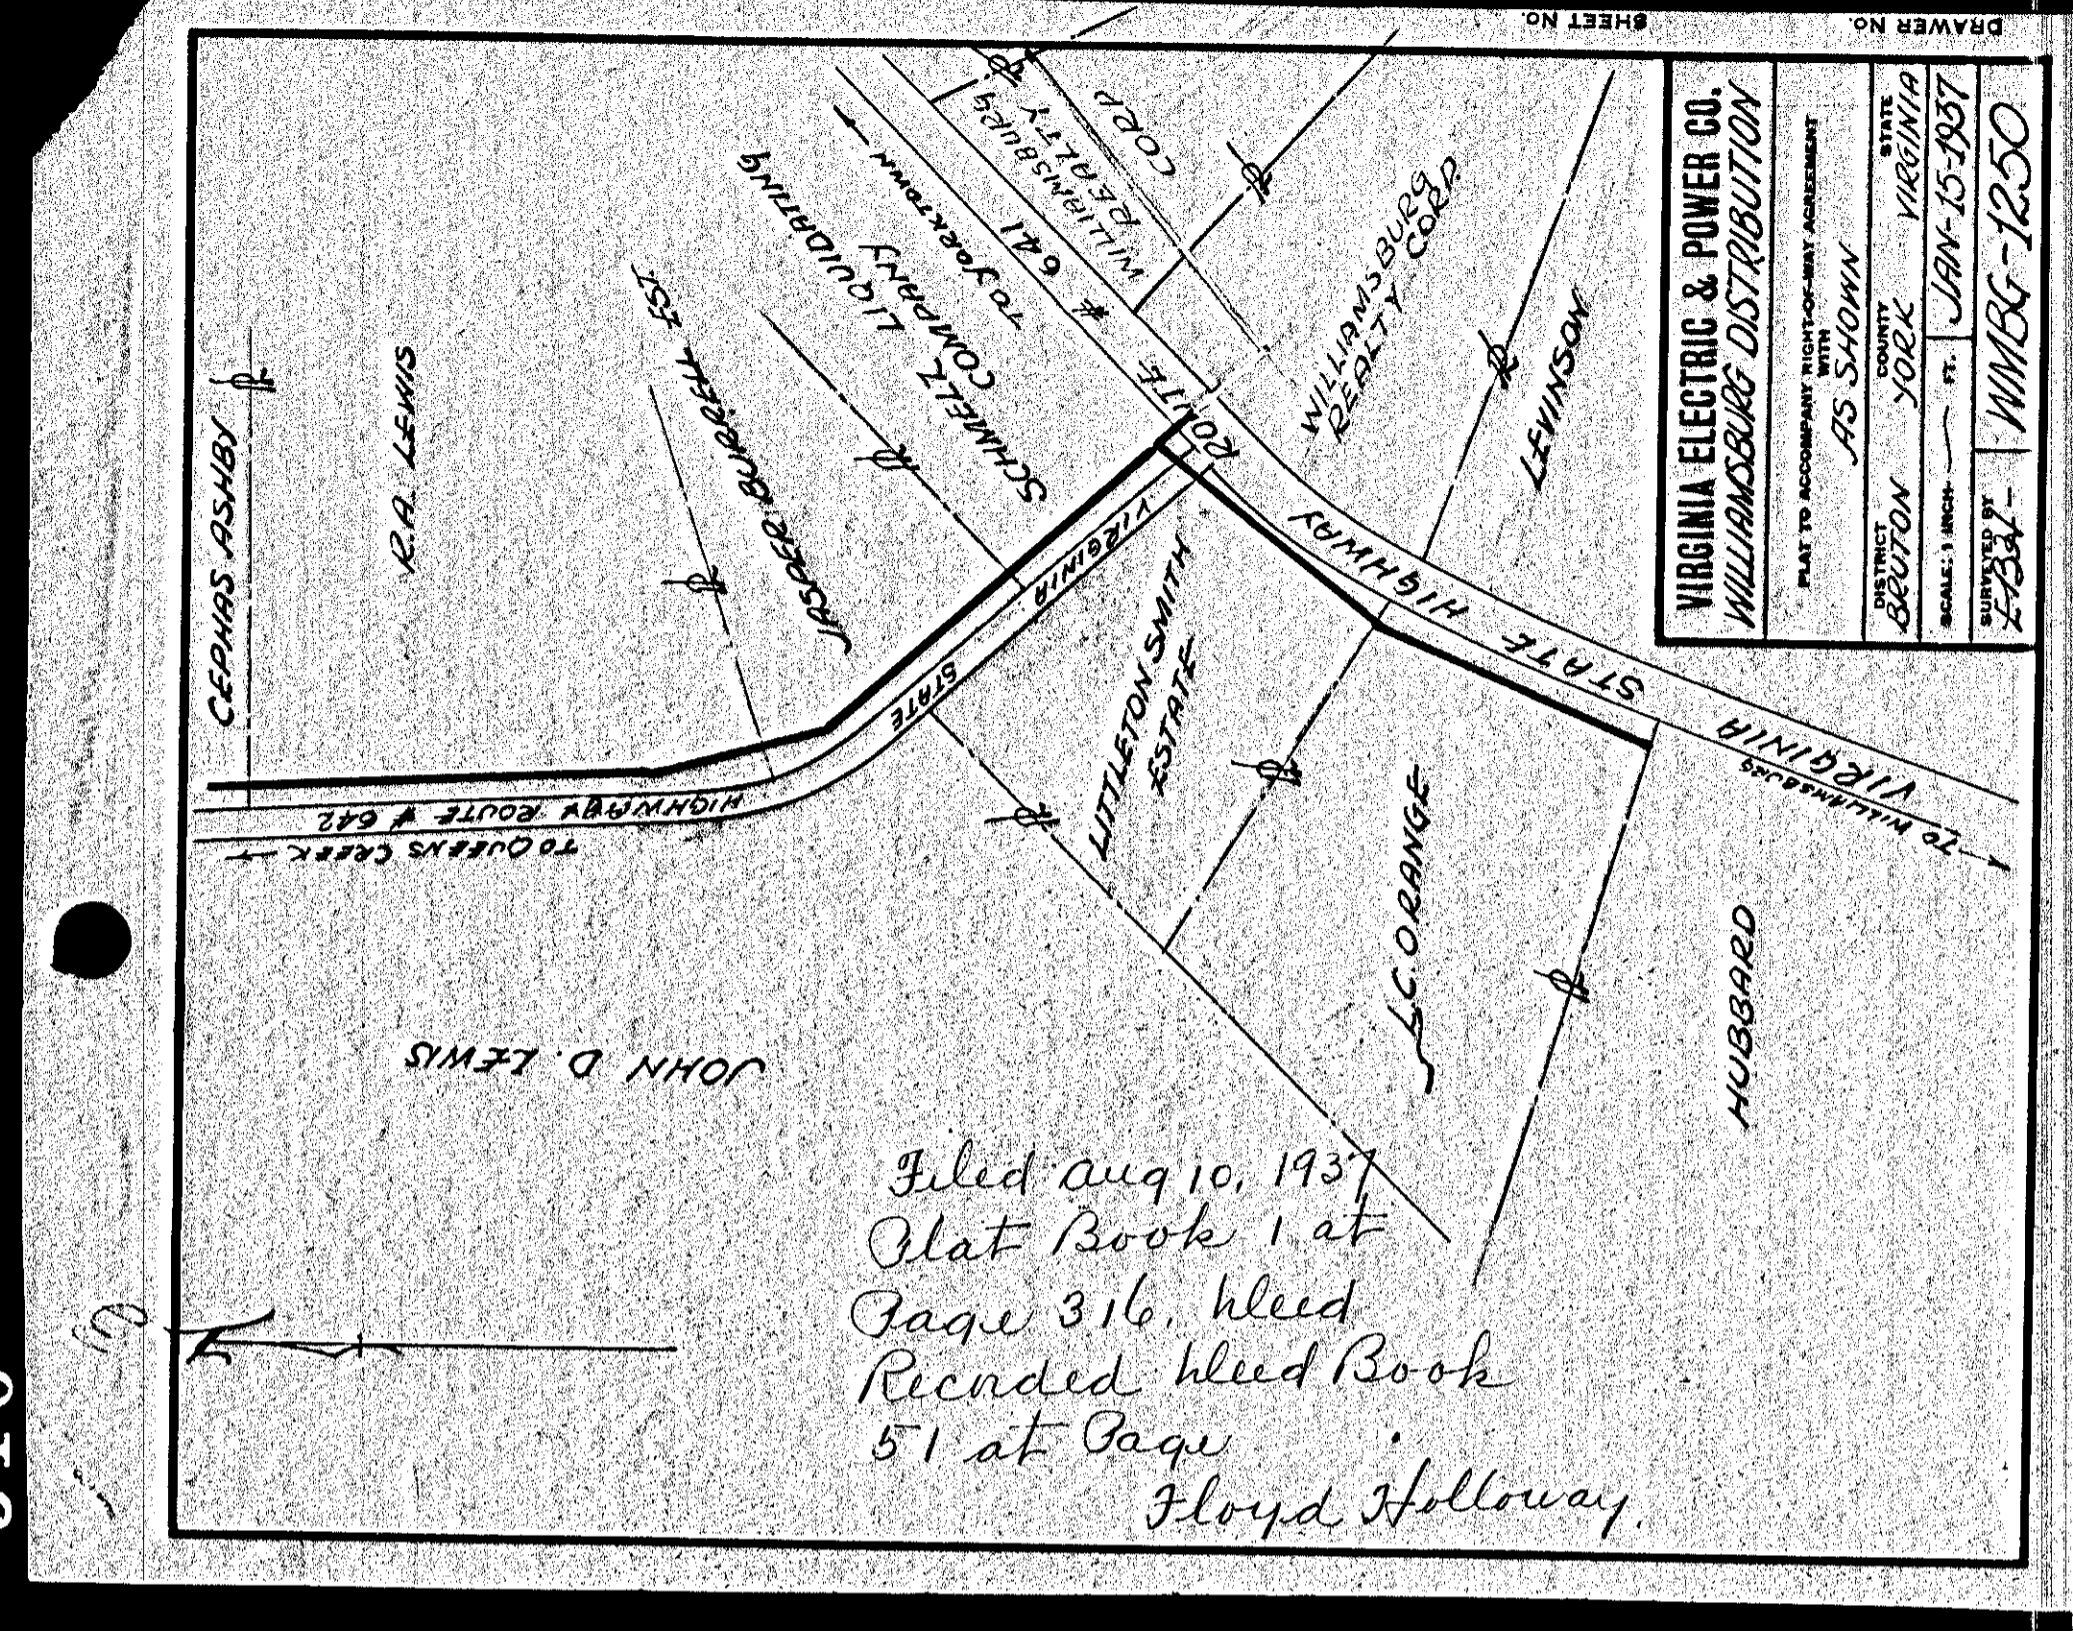 SHEET NO.
DRAWER NO.
CEPHAS ASHBY
R.A. LEWIS
JASPER BURRELL EST.
SCHMELZ LIQUIDATING
COMPANY
TO YORKTOWN
WILLIAMSBURG
REALTY
CORP
WILLIAMSBURG
REALTY CORP.
LEVINSON
VIRGINIA STATE HIGHWAY ROUTE # 641
TO WILLIAMSBURG
VIRGINIA STATE HIGHWAY ROUTE # 642
TO QUEENS CREEK
LITTLETON SMITH
ESTATE
L.C. ORANGE
HUBBARD
JOHN D. LEWIS
VIRGINIA ELECTRIC & POWER CO.
WILLIAMSBURG DISTRIBUTION
PLAT TO ACCOMPANY RIGHT-OF-WAY AGREEMENT
WITH
AS SHOWN
DISTRICT COUNTY STATE
BRUTON YORK VIRGINIA
SCALE: 1 INCH — FT. JAN-15-1937
SURVEYED BY
WMBG-1250
Filed Aug 10, 1937
Plat Book 1 at
Page 316. Deed
Recorded Deed Book
51 at Page
Floyd Holloway.